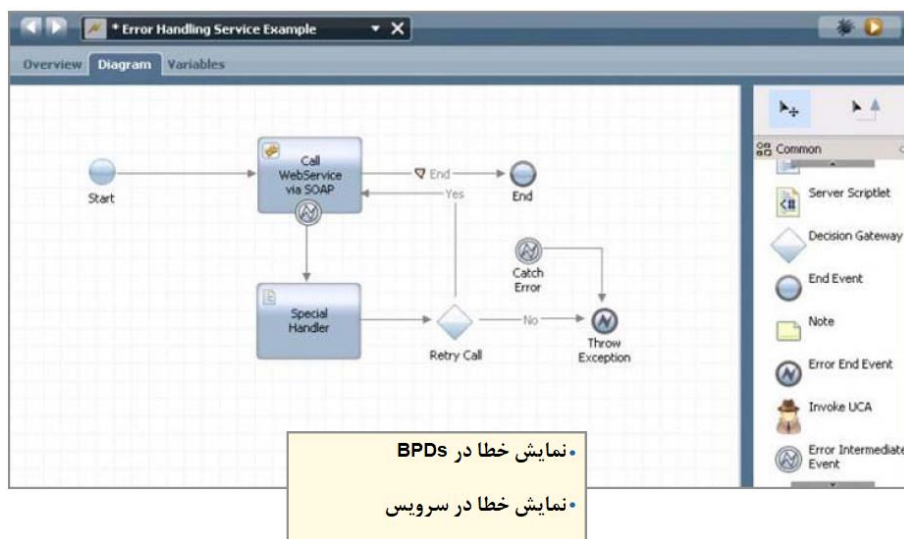 * Error Handling Service Example
Overview Diagram Variables
Start
Call
WebService
via SOAP
End
Yes
End
Catch
Error
Special
Handler
Retry Call
No
Throw
Exception
Common
Server Scriptlet
Decision Gateway
End Event
Note
Error End Event
Invoke UCA
Error Intermediate
Event
• نمایش خطا در BPDs
• نمایش خطا در سرویس